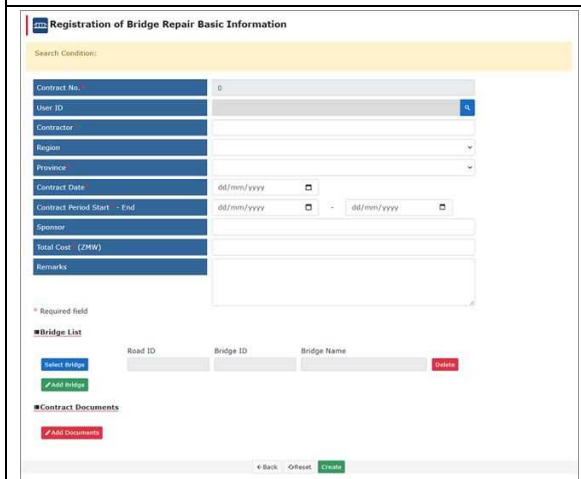 Registration of Bridge Repair Basic Information
Search Condition:
Contract No. * 0
User ID
Contractor *
Region
Province *
Contract Date * dd/mm/yyyy
Contract Period Start * - End dd/mm/yyyy - dd/mm/yyyy
Sponsor
Total Cost * (ZMW)
Remarks
* Required field
■Bridge List
Road ID Bridge ID Bridge Name
Select Bridge Delete
Add Bridge
■Contract Documents
Add Documents
Back Reset Create